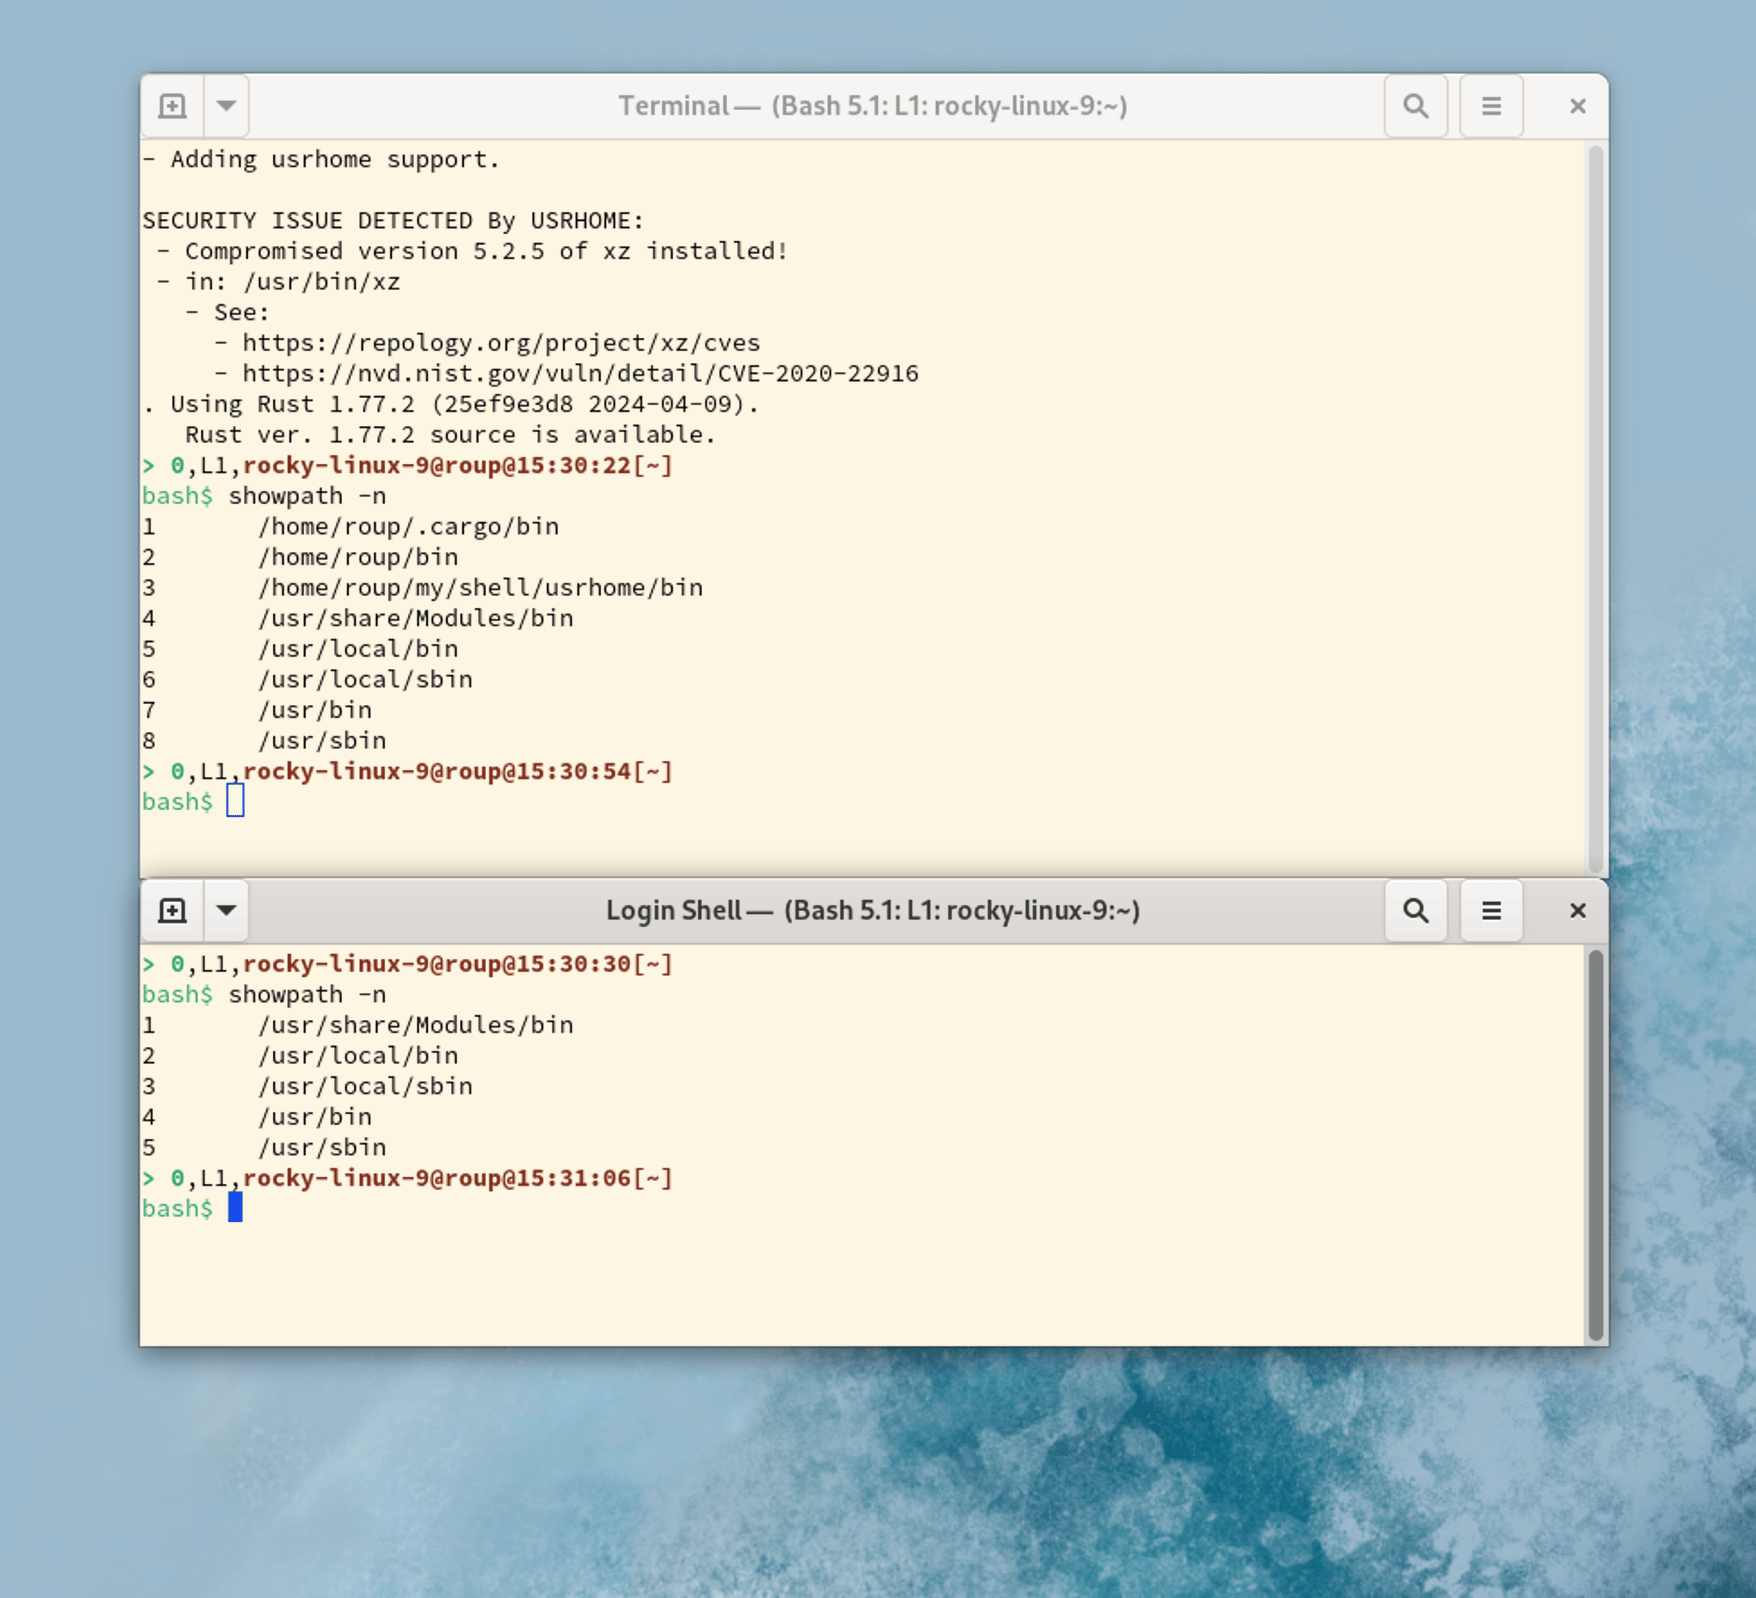 Terminal — (Bash 5.1: L1: rocky-linux-9:~)
- Adding usrhome support.

SECURITY ISSUE DETECTED By USRHOME:
 - Compromised version 5.2.5 of xz installed!
 - in: /usr/bin/xz
   - See:
     - https://repology.org/project/xz/cves
     - https://nvd.nist.gov/vuln/detail/CVE-2020-22916
. Using Rust 1.77.2 (25ef9e3d8 2024-04-09).
   Rust ver. 1.77.2 source is available.
> 0,L1,rocky-linux-9@roup@15:30:22[~]
bash$ showpath -n
1       /home/roup/.cargo/bin
2       /home/roup/bin
3       /home/roup/my/shell/usrhome/bin
4       /usr/share/Modules/bin
5       /usr/local/bin
6       /usr/local/sbin
7       /usr/bin
8       /usr/sbin
> 0,L1,rocky-linux-9@roup@15:30:54[~]
bash$
Login Shell — (Bash 5.1: L1: rocky-linux-9:~)
> 0,L1,rocky-linux-9@roup@15:30:30[~]
bash$ showpath -n
1       /usr/share/Modules/bin
2       /usr/local/bin
3       /usr/local/sbin
4       /usr/bin
5       /usr/sbin
> 0,L1,rocky-linux-9@roup@15:31:06[~]
bash$